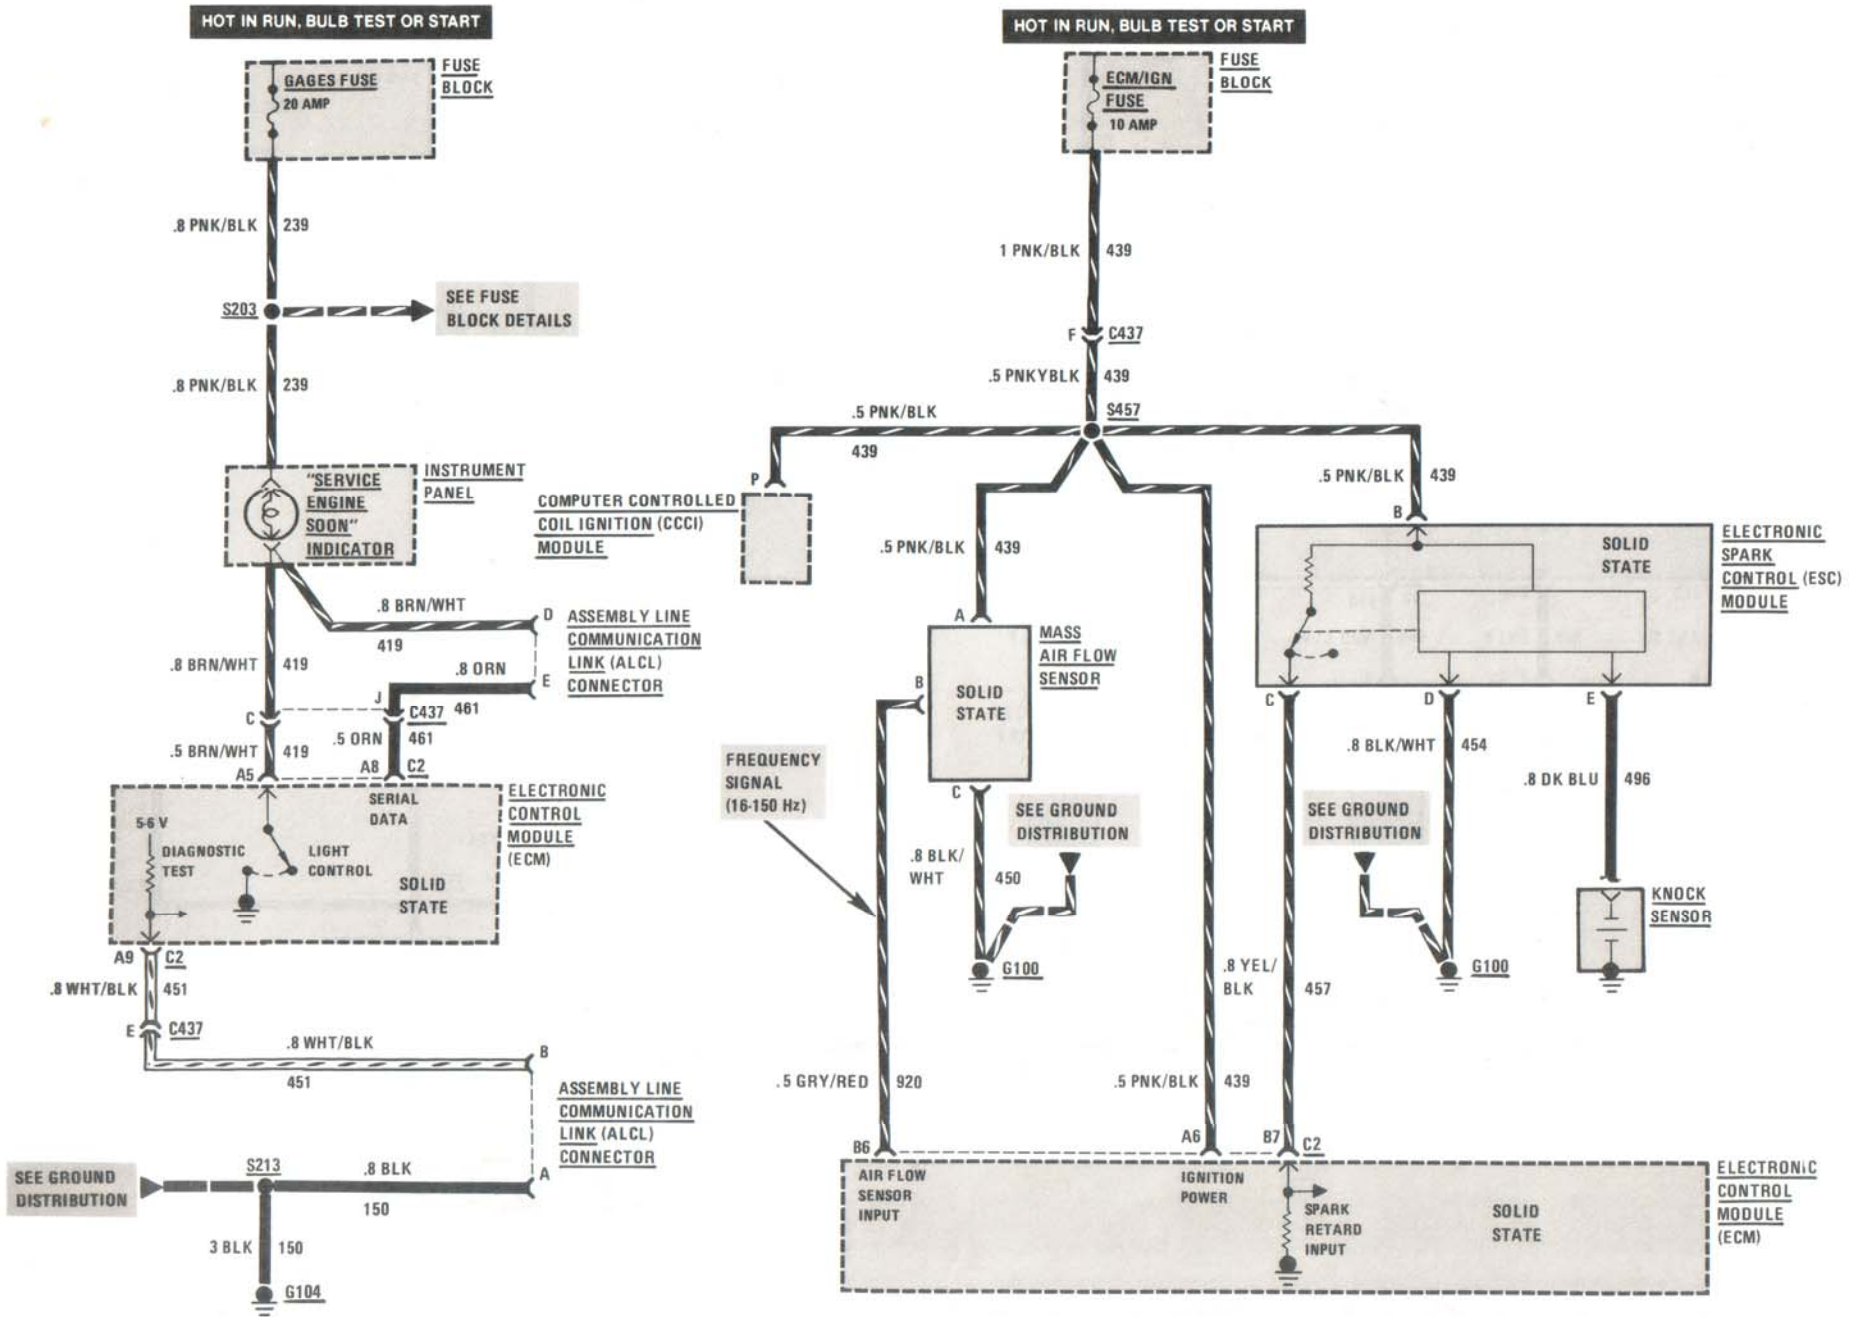 HOT IN RUN, BULB TEST OR START
GAGES FUSE
20 AMP
FUSE
BLOCK
.8 PNK/BLK
239
S203
SEE FUSE
BLOCK DETAILS
.8 PNK/BLK
239
"SERVICE
ENGINE
SOON"
INDICATOR
INSTRUMENT
PANEL
.8 BRN/WHT
419
D
ASSEMBLY LINE
COMMUNICATION
LINK (ALCL)
CONNECTOR
.8 BRN/WHT
419
.8 ORN
E
461
C
J
C437
.5 BRN/WHT
419
.5 ORN
461
A5
A8
C2
5-6 V
SERIAL
DATA
DIAGNOSTIC
TEST
LIGHT
CONTROL
SOLID
STATE
ELECTRONIC
CONTROL
MODULE
(ECM)
A9
C2
.8 WHT/BLK
451
E
C437
.8 WHT/BLK
451
B
ASSEMBLY LINE
COMMUNICATION
LINK (ALCL)
CONNECTOR
SEE GROUND
DISTRIBUTION
S213
.8 BLK
150
A
3 BLK
150
G104
HOT IN RUN, BULB TEST OR START
ECM/IGN
FUSE
10 AMP
FUSE
BLOCK
1 PNK/BLK
439
F
C437
.5 PNKYBLK
439
S457
.5 PNK/BLK
439
P
COMPUTER CONTROLLED
COIL IGNITION (CCCI)
MODULE
.5 PNK/BLK
439
A
MASS
AIR FLOW
SENSOR
SOLID
STATE
B
C
FREQUENCY
SIGNAL
(16-150 Hz)
.8 BLK/
WHT
450
SEE GROUND
DISTRIBUTION
G100
.5 PNK/BLK
439
B
SOLID
STATE
ELECTRONIC
SPARK
CONTROL (ESC)
MODULE
C
D
E
.8 BLK/WHT
454
.8 DK BLU
496
SEE GROUND
DISTRIBUTION
G100
KNOCK
SENSOR
.8 YEL/
BLK
457
.5 GRY/RED
920
.5 PNK/BLK
439
B6
A6
B7
C2
AIR FLOW
SENSOR
INPUT
IGNITION
POWER
SPARK
RETARD
INPUT
SOLID
STATE
ELECTRONIC
CONTROL
MODULE
(ECM)